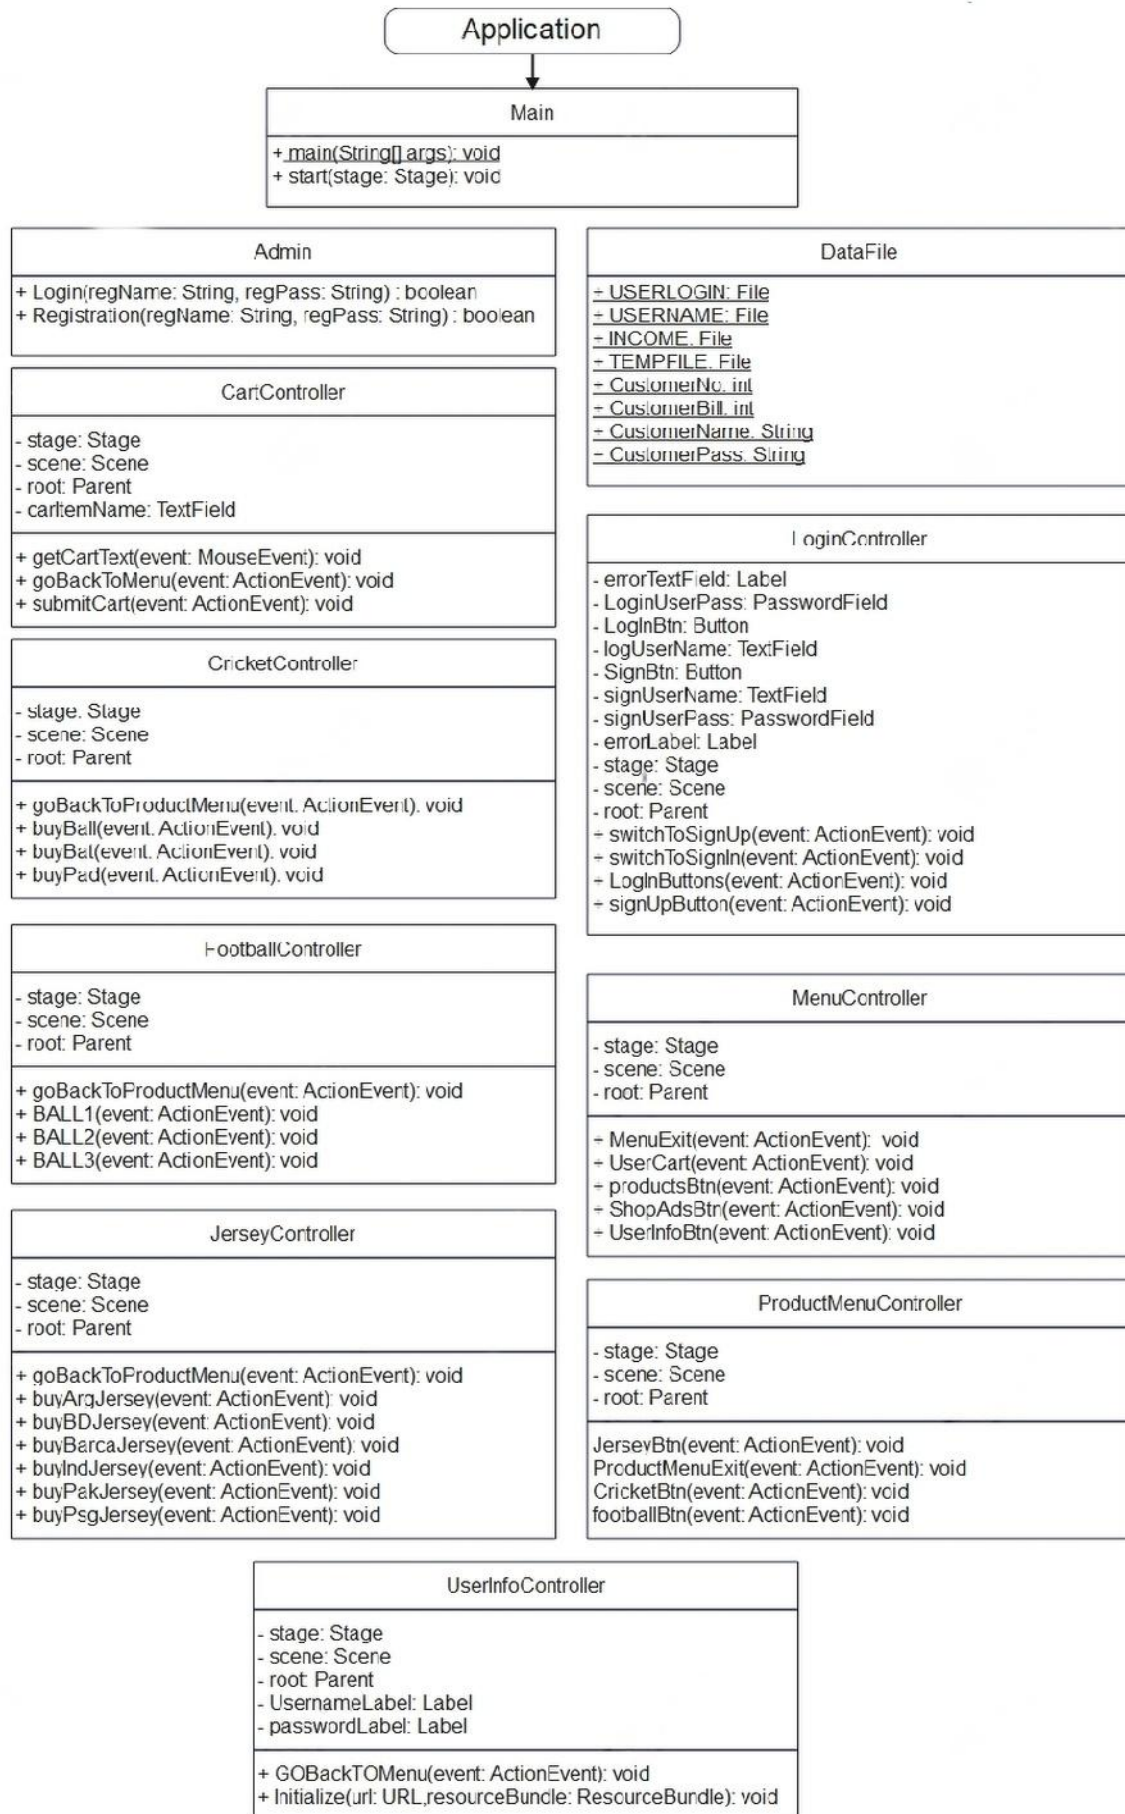 Application
Main
+ main(String[] args): void
+ start(stage: Stage): void
Admin
+ Login(regName: String, regPass: String) : boolean
+ Registration(regName: String, regPass: String) : boolean
CartController
- stage: Stage
- scene: Scene
- root: Parent
- carItemName: TextField
+ getCartText(event: MouseEvent): void
+ goBackToMenu(event: ActionEvent): void
+ submitCart(event: ActionEvent): void
CricketController
- stage: Stage
- scene: Scene
- root: Parent
+ goBackToProductMenu(event: ActionEvent): void
+ buyBall(event: ActionEvent): void
+ buyBat(event: ActionEvent): void
+ buyPad(event: ActionEvent): void
FootballController
- stage: Stage
- scene: Scene
- root: Parent
+ goBackToProductMenu(event: ActionEvent): void
+ BALL1(event: ActionEvent): void
+ BALL2(event: ActionEvent): void
+ BALL3(event: ActionEvent): void
JerseyController
- stage: Stage
- scene: Scene
- root: Parent
+ goBackToProductMenu(event: ActionEvent): void
+ buyArgJersey(event: ActionEvent): void
+ buyBDJersey(event: ActionEvent): void
+ buyBarcaJersey(event: ActionEvent): void
+ buyIndJersey(event: ActionEvent): void
+ buyPakJersey(event: ActionEvent): void
+ buyPsgJersey(event: ActionEvent): void
DataFile
+ USERLOGIN: File
+ USERNAME: File
+ INCOME: File
+ TEMPFILE: File
+ CustomerNo: int
+ CustomerBill: int
+ CustomerName: String
+ CustomerPass: String
LoginController
- errorTextField: Label
- LoginUserPass: PasswordField
- LogInBtn: Button
- logUserName: TextField
- SignBtn: Button
- signUserName: TextField
- signUserPass: PasswordField
- errorLabel: Label
- stage: Stage
- scene: Scene
- root: Parent
+ switchToSignUp(event: ActionEvent): void
+ switchToSignIn(event: ActionEvent): void
+ LogInButtons(event: ActionEvent): void
+ signUpButton(event: ActionEvent): void
MenuController
- stage: Stage
- scene: Scene
- root: Parent
+ MenuExit(event: ActionEvent): void
+ UserCart(event: ActionEvent): void
+ productsBtn(event: ActionEvent): void
+ ShopAdsBtn(event: ActionEvent): void
+ UserInfoBtn(event: ActionEvent): void
ProductMenuController
- stage: Stage
- scene: Scene
- root: Parent
JerseyBtn(event: ActionEvent): void
ProductMenuExit(event: ActionEvent): void
CricketBtn(event: ActionEvent): void
footballBtn(event: ActionEvent): void
UserInfoController
- stage: Stage
- scene: Scene
- root: Parent
- UsernameLabel: Label
- passwordLabel: Label
+ GOBackTOMenu(event: ActionEvent): void
+ Initialize(url: URL,resourceBundle: ResourceBundle): void